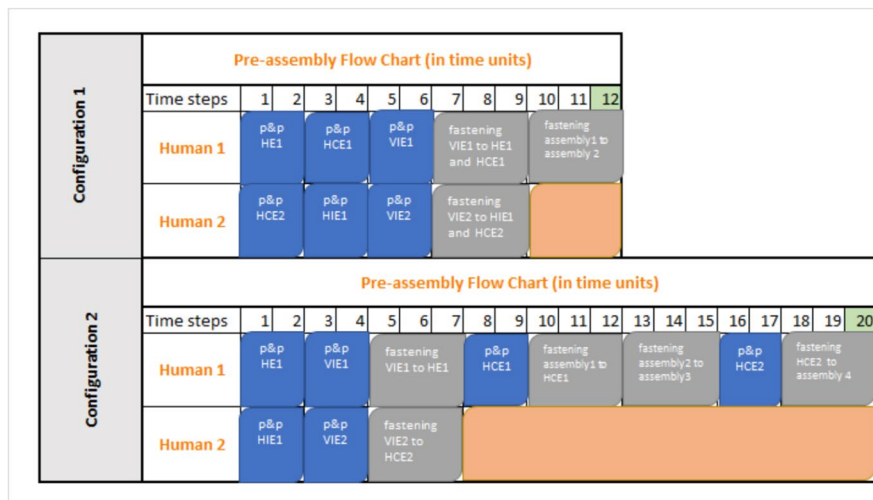 Configuration 1
Pre-assembly Flow Chart (in time units)
Time steps 1 2 3 4 5 6 7 8 9 10 11 12
Human 1
p&p
HE1
p&p
HCE1
p&p
VIE1
fastening
VIE1 to HE1
and HCE1
fastening
assembly1 to
assembly 2
Human 2
p&p
HCE2
p&p
HIE1
p&p
VIE2
fastening
VIE2 to HIE1
and HCE2
Configuration 2
Pre-assembly Flow Chart (in time units)
Time steps 1 2 3 4 5 6 7 8 9 10 11 12 13 14 15 16 17 18 19 20
Human 1
p&p
HE1
p&p
VIE1
fastening
VIE1 to HE1
p&p
HCE1
fastening
assembly1 to
HCE1
fastening
assembly2 to
assembly3
p&p
HCE2
fastening
HCE2 to
assembly 4
Human 2
p&p
HIE1
p&p
VIE2
fastening
VIE2 to
HCE2